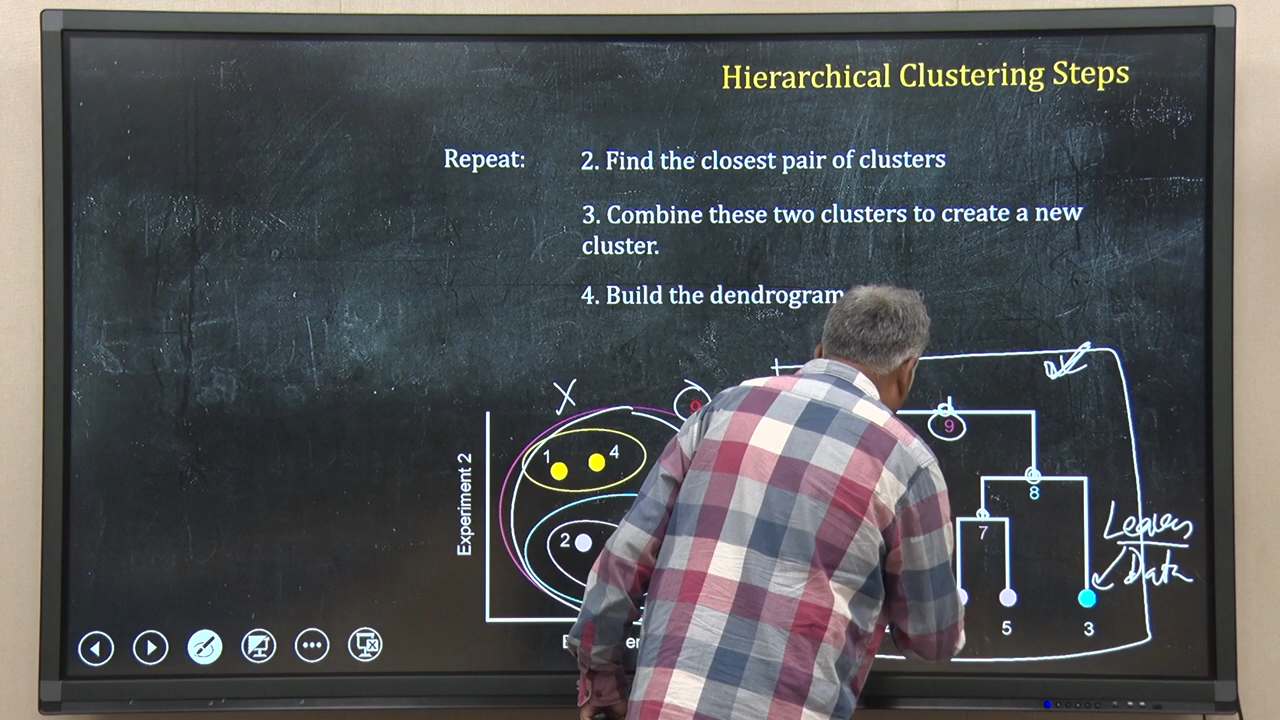 Hierarchical Clustering Steps
Repeat: 2. Find the closest pair of clusters
3. Combine these two clusters to create a new
cluster.
4. Build the dendrogram
X
9
9
1 4
8
Experiment 2
Leaves
7
2
Data
5 3